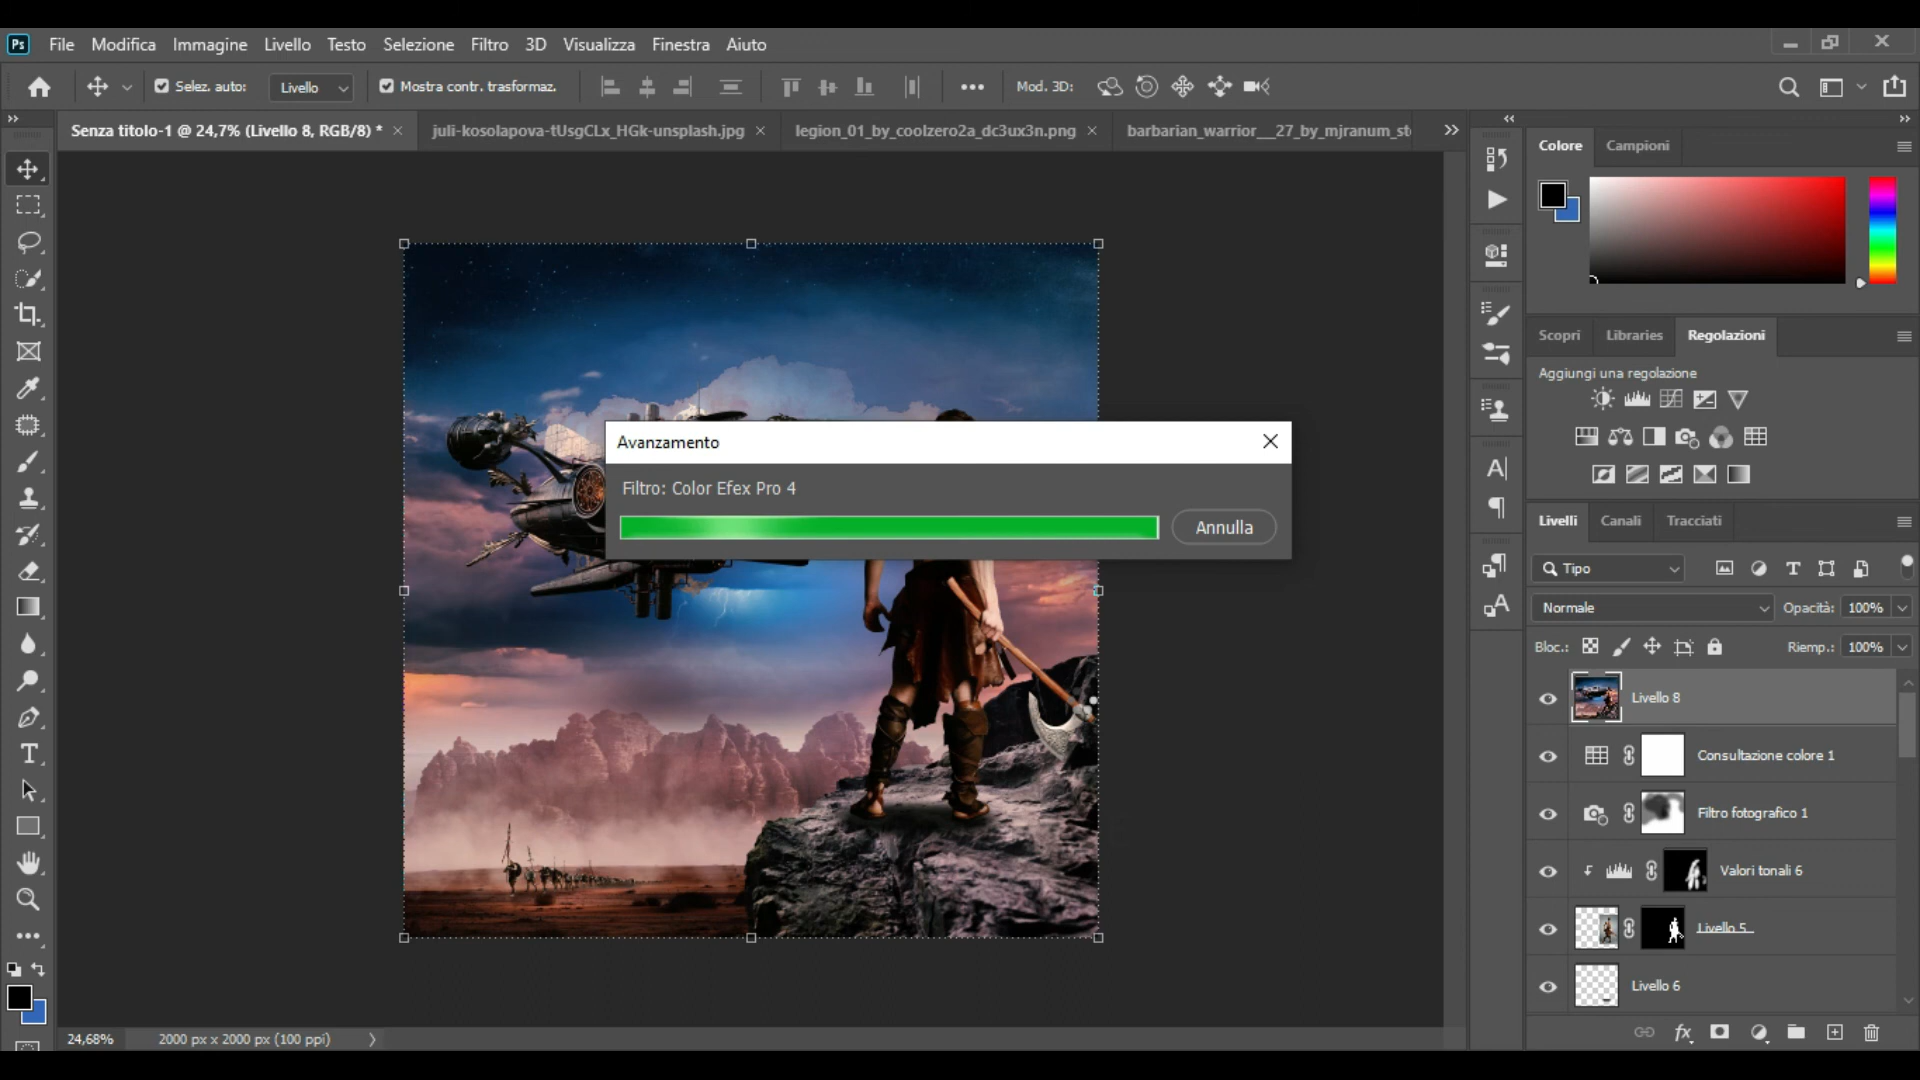 Ps File Modifica Immagine Livello Testo Selezione Filtro 3D Visualizza Finestra Aiuto
Selez. auto: Livello Mostra contr. trasformaz. Mod. 3D:
Senza titolo-1 @ 24,7% (Livello 8, RGB/8) * juli-kosolapova-tUsgCLx_HGk-unsplash.jpg legion_01_by_coolzero2a_dc3ux3n.png barbarian_warrior__27_by_mjranum_st
Colore Campioni
Scopri Libraries Regolazioni
Aggiungi una regolazione
Avanzamento
Filtro: Color Efex Pro 4
Annulla
Livelli Canali Tracciati
Tipo
Normale Opacità: 100%
Bloc.: Riemp.: 100%
Livello 8
Consultazione colore 1
Filtro fotografico 1
Valori tonali 6
Livello 5
Livello 6
24,68% 2000 px x 2000 px (100 ppi)